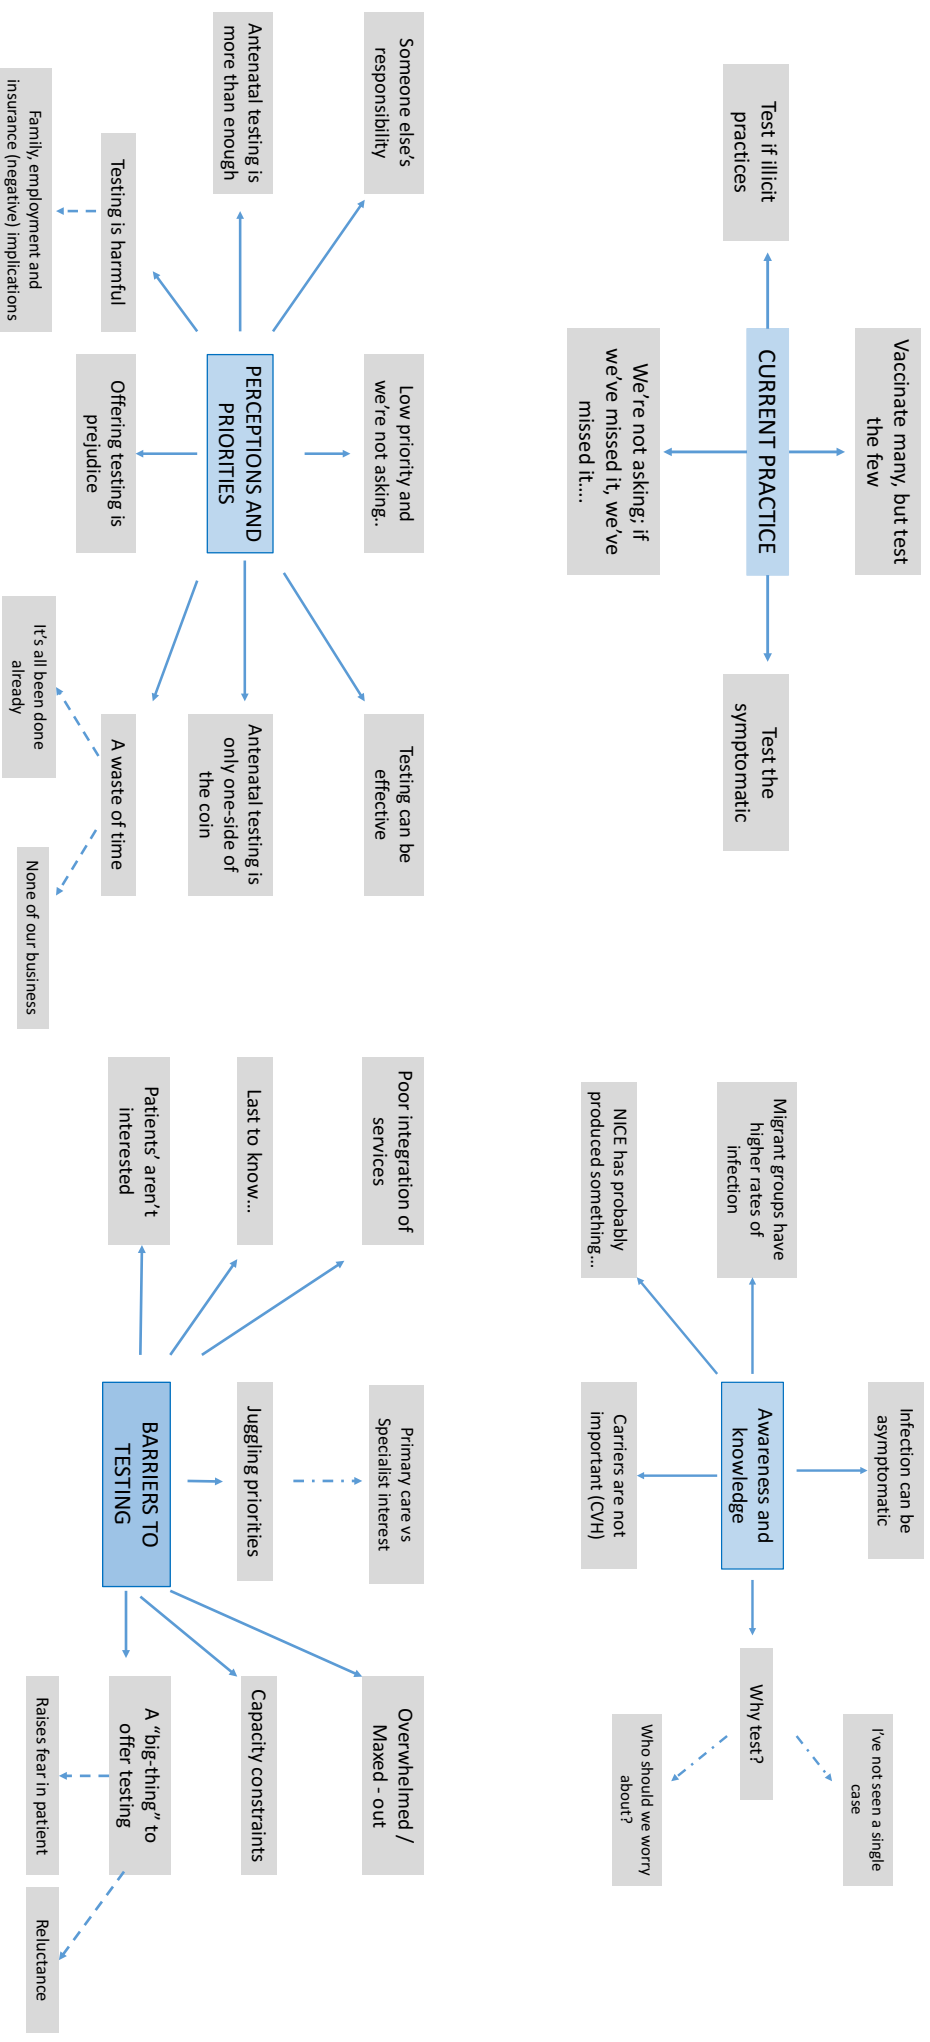 Vaccinate many, but test
the few
Test if illicit
practices
CURRENT PRACTICE
Test the
symptomatic
We're not asking; if
we've missed it, we've
missed it....
Infection can be
asymptomatic
I've not seen a single
case
Migrant groups have
higher rates of
infection
Awareness and
knowledge
Why test?
NICE has probably
produced something...
Carriers are not
important (CVH)
Who should we worry
about?
Someone else's
responsibility
Low priority and
we're not asking..
Testing can be
effective
Antenatal testing is
more than enough
PERCEPTIONS AND
PRIORITIES
Antenatal testing is
only one-side of
the coin
Testing is harmful
Offering testing is
prejudice
A waste of time
Family, employment and
insurance (negative) implications
It's all been done
already
None of our business
Poor integration of
services
Primary care vs
Specialist interest
Overwhelmed /
Maxed - out
Last to know...
Juggling priorities
Capacity constraints
Patients' aren't
interested
BARRIERS TO
TESTING
A "big-thing" to
offer testing
Raises fear in patient
Reluctance